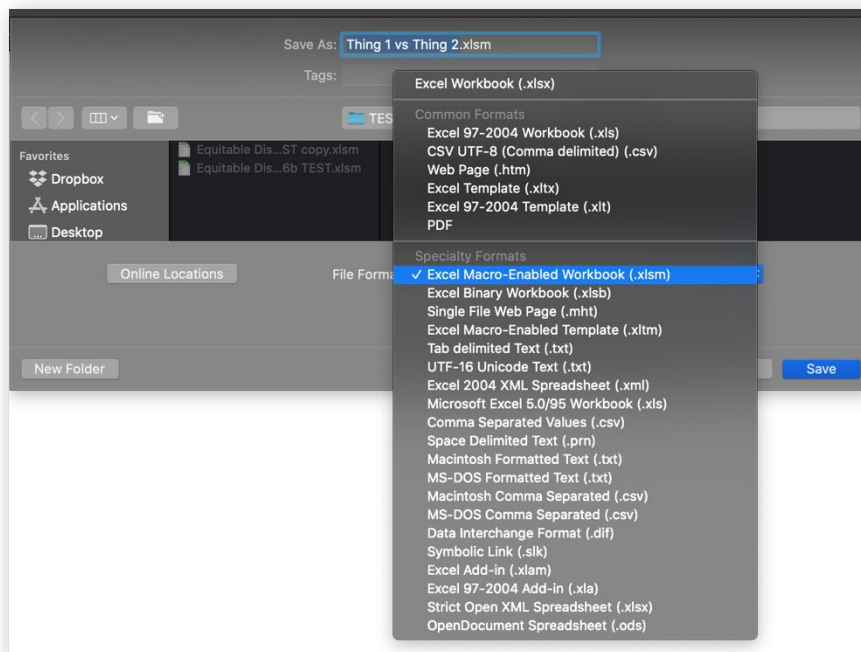 Save As: Thing 1 vs Thing 2.xlsm
Tags:
Excel Workbook (.xlsx)
Common Formats
Excel 97-2004 Workbook (.xls)
CSV UTF-8 (Comma delimited) (.csv)
Web Page (.htm)
Excel Template (.xltx)
Excel 97-2004 Template (.xlt)
PDF
TES
Favorites
Dropbox
Applications
Desktop
Equitable Dis...ST copy.xlsm
Equitable Dis...6b TEST.xlsm
Online Locations
File Forma
Specialty Formats
✓ Excel Macro-Enabled Workbook (.xlsm)
Excel Binary Workbook (.xlsb)
Single File Web Page (.mht)
Excel Macro-Enabled Template (.xltm)
Tab delimited Text (.txt)
UTF-16 Unicode Text (.txt)
Excel 2004 XML Spreadsheet (.xml)
Microsoft Excel 5.0/95 Workbook (.xls)
Comma Separated Values (.csv)
Space Delimited Text (.prn)
Macintosh Formatted Text (.txt)
MS-DOS Formatted Text (.txt)
Macintosh Comma Separated (.csv)
MS-DOS Comma Separated (.csv)
Data Interchange Format (.dif)
Symbolic Link (.slk)
Excel Add-in (.xlam)
Excel 97-2004 Add-in (.xla)
Strict Open XML Spreadsheet (.xlsx)
OpenDocument Spreadsheet (.ods)
New Folder
Save